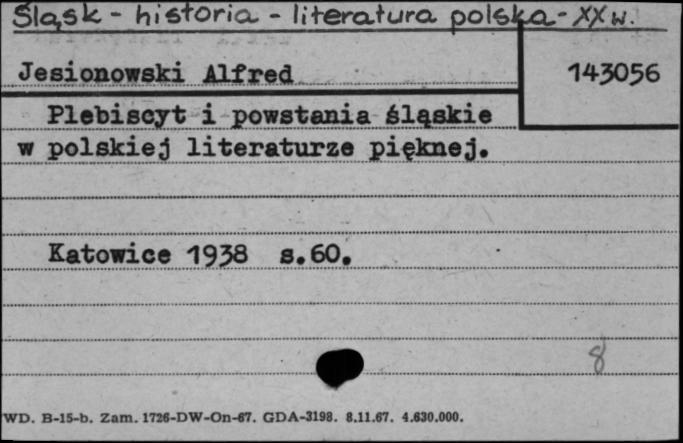 Śląsk - historia - literatura polska - XX w.
Jesionowski Alfred
143056
Plebiscyt i powstania śląskie
w polskiej literaturze pięknej.
Katowice 1938 s.60.
8
WD. B-15-b. Zam. 1726-DW-On-67. GDA-3198. 8.11.67. 4.630.000.